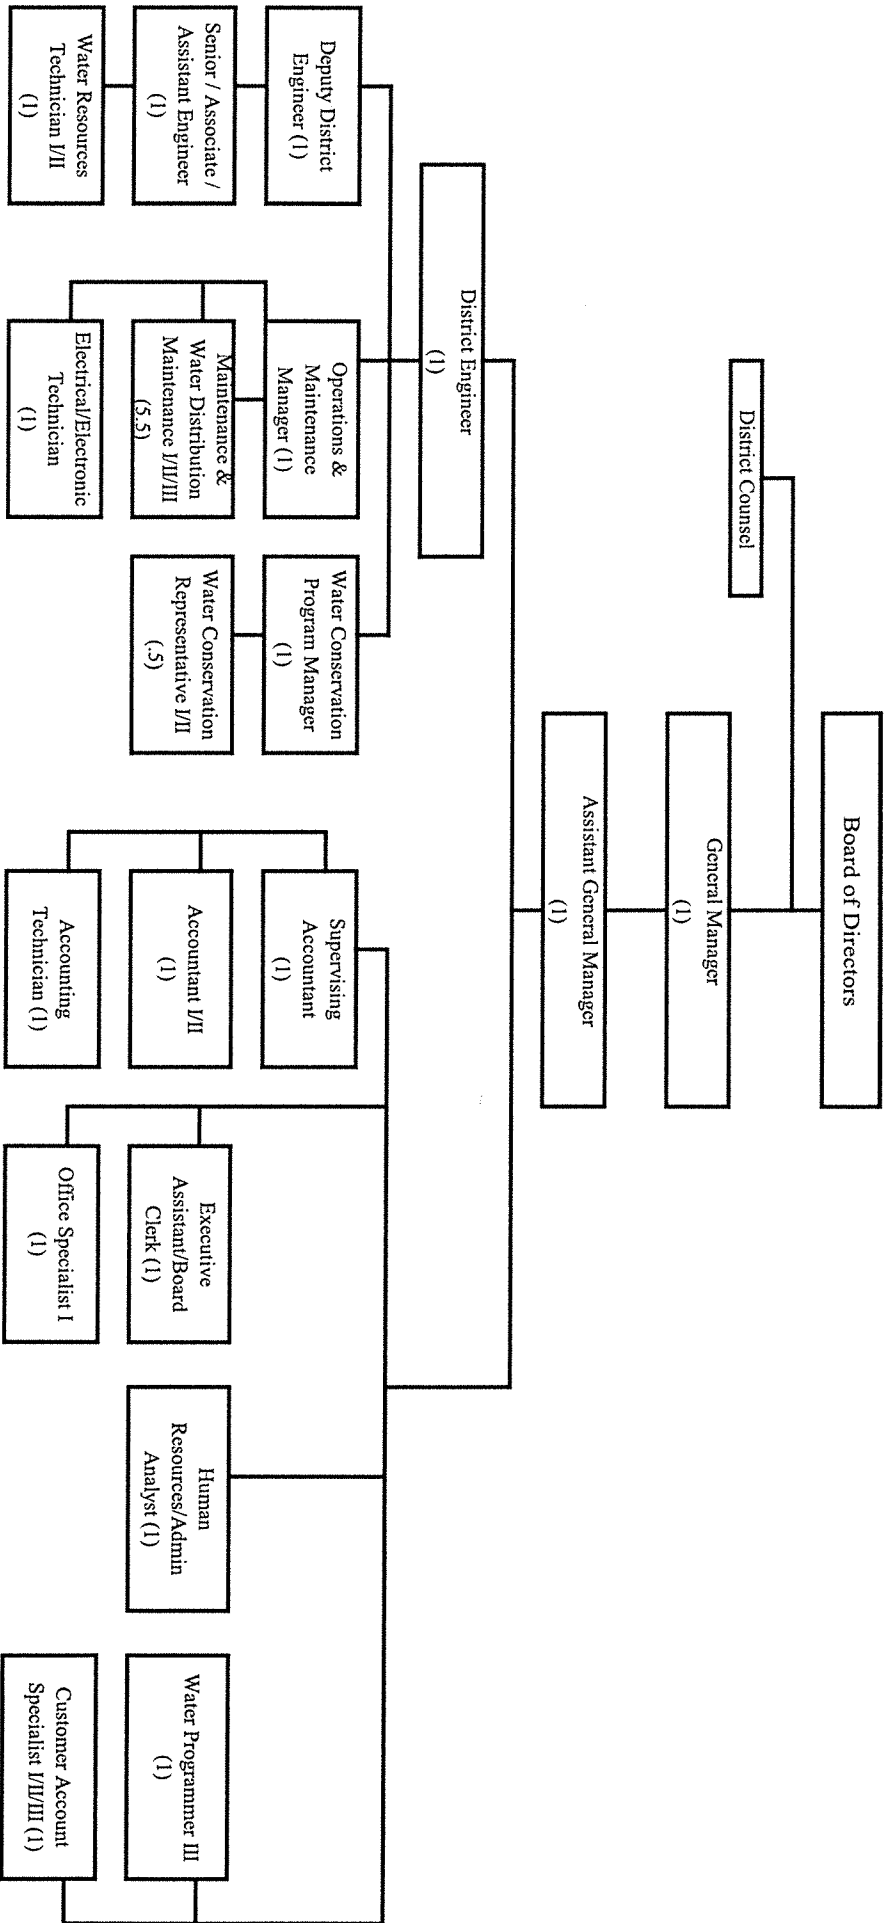 Board of Directors
General Manager
(1)
District Counsel
Assistant General Manager
(1)
District Engineer
(1)
Deputy District
Engineer (1)
Senior / Associate /
Assistant Engineer
(1)
Water Resources
Technician I/II
(1)
Operations &
Maintenance
Manager (1)
Maintenance &
Water Distribution
Maintenance I/II/III
(5.5)
Electrical/Electronic
Technician
(1)
Water Conservation
Program Manager
(1)
Water Conservation
Representative I/II
(.5)
Supervising
Accountant
(1)
Accountant I/II
(1)
Accounting
Technician (1)
Executive
Assistant/Board
Clerk (1)
Office Specialist I
(1)
Human
Resources/Admin
Analyst (1)
Water Programmer III
(1)
Customer Account
Specialist I/II/III (1)